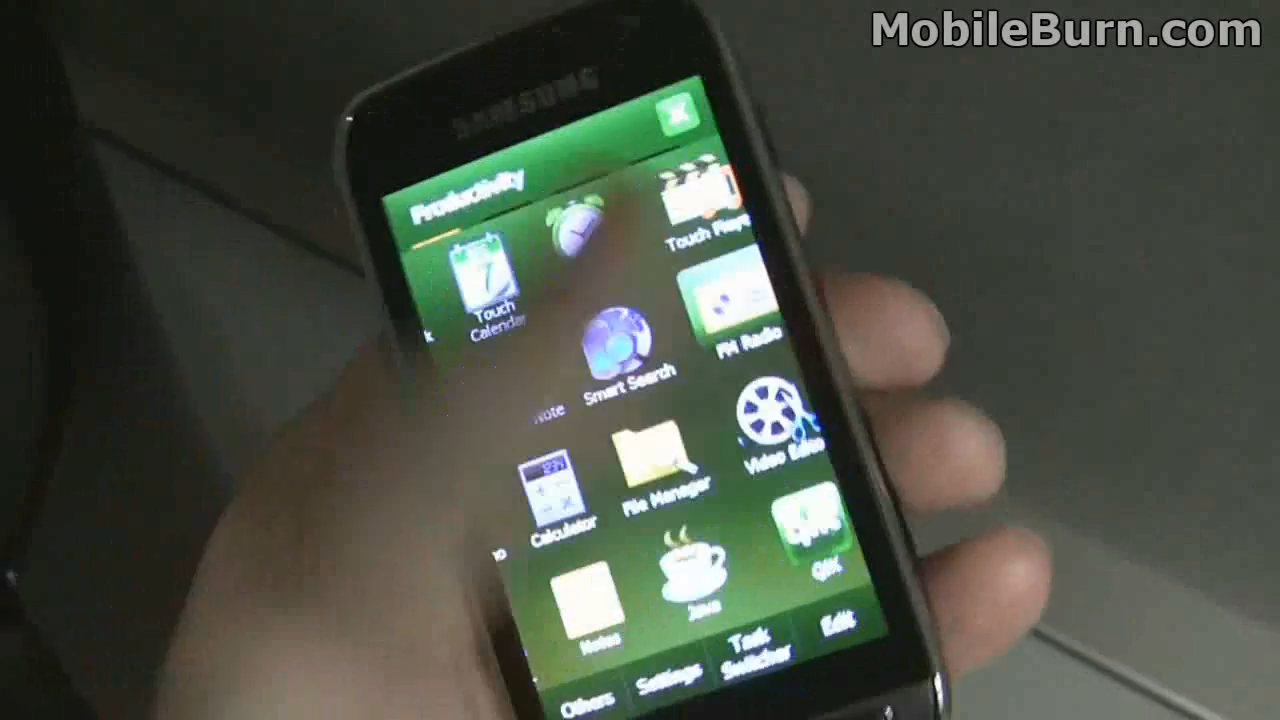 MobileBurn.com
SAMSUNG
Productivity
Touch Player
Touch
Calendar
FM Radio
Smart Search
Note
Video Editor
File Manager
Calculator
Qik
Java
Notes
Edit
Task
Switcher
Settings
Others